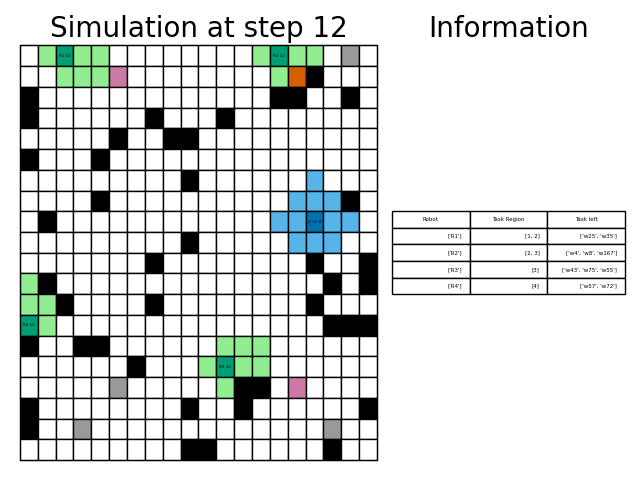 Simulation at step 12
Information
Robot Task Region Task left
['R1'] [1, 2] ['w25', 'w35']
['R2'] [2, 3] ['w4', 'w8', 'w167']
['R3'] [3] ['w43', 'w75', 'w55']
['R4'] [4] ['w57', 'w72']